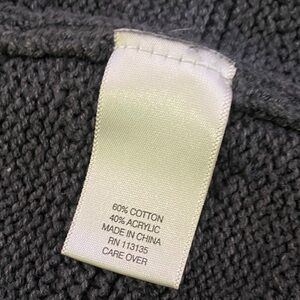 60% COTTON
40% ACRYLIC
MADE IN CHINA
RN 113135
CARE OVER